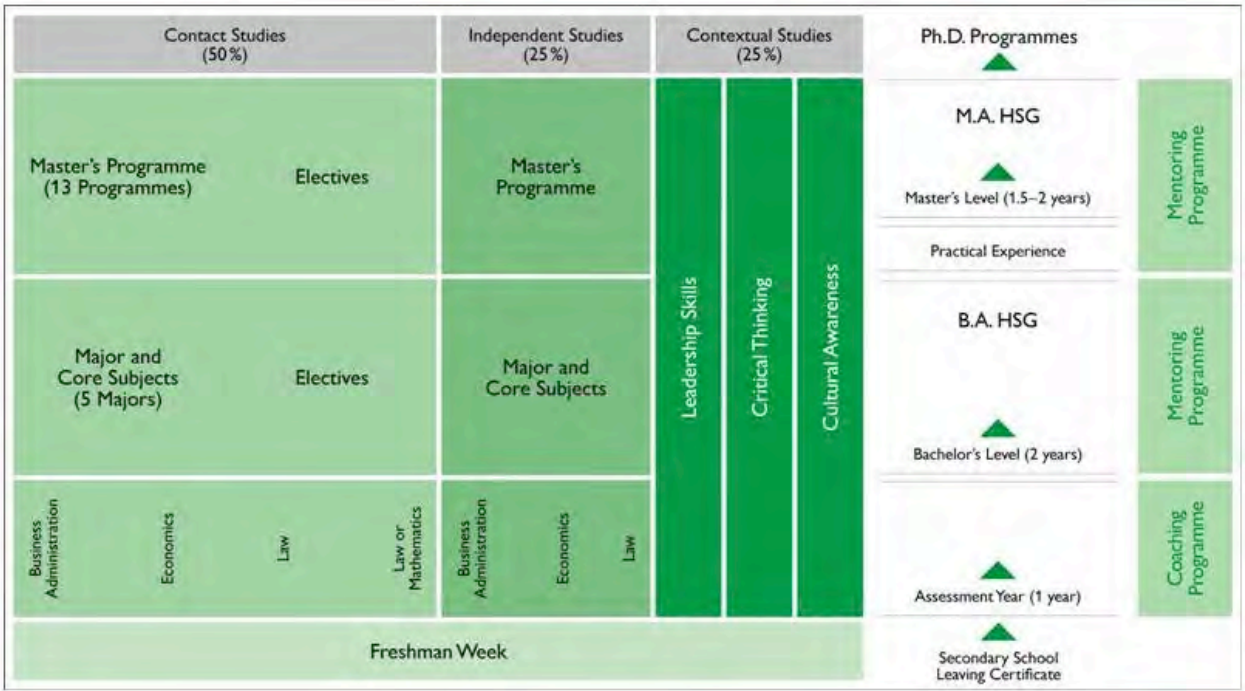 Contact Studies
(50%)
Independent Studies
(25%)
Contextual Studies
(25%)
Ph.D. Programmes
Master's Programme
(13 Programmes)
Electives
Master's
Programme
M.A. HSG
Master's Level (1.5–2 years)
Practical Experience
Mentoring
Programme
Leadership Skills
Critical Thinking
Cultural Awareness
Major and
Core Subjects
(5 Majors)
Electives
Major and
Core Subjects
B.A. HSG
Bachelor's Level (2 years)
Mentoring
Programme
Business
Administration
Economics
Law
Law or
Mathematics
Business
Administration
Economics
Law
Assessment Year (1 year)
Coaching
Programme
Freshman Week
Secondary School
Leaving Certificate